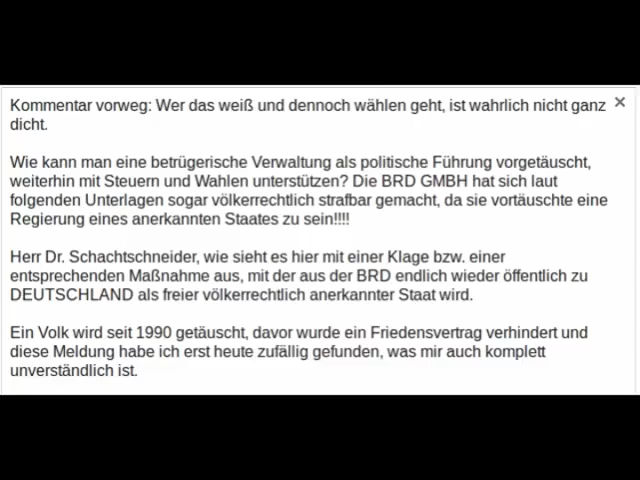 Kommentar vorweg: Wer das weiß und dennoch wählen geht, ist wahrlich nicht ganz
dicht.
Wie kann man eine betrügerische Verwaltung als politische Führung vorgetäuscht,
weiterhin mit Steuern und Wahlen unterstützen? Die BRD GMBH hat sich laut
folgenden Unterlagen sogar völkerrechtlich strafbar gemacht, da sie vortäuschte eine
Regierung eines anerkannten Staates zu sein!!!!
Herr Dr. Schachtschneider, wie sieht es hier mit einer Klage bzw. einer
entsprechenden Maßnahme aus, mit der aus der BRD endlich wieder öffentlich zu
DEUTSCHLAND als freier völkerrechtlich anerkannter Staat wird.
Ein Volk wird seit 1990 getäuscht, davor wurde ein Friedensvertrag verhindert und
diese Meldung habe ich erst heute zufällig gefunden, was mir auch komplett
unverständlich ist.